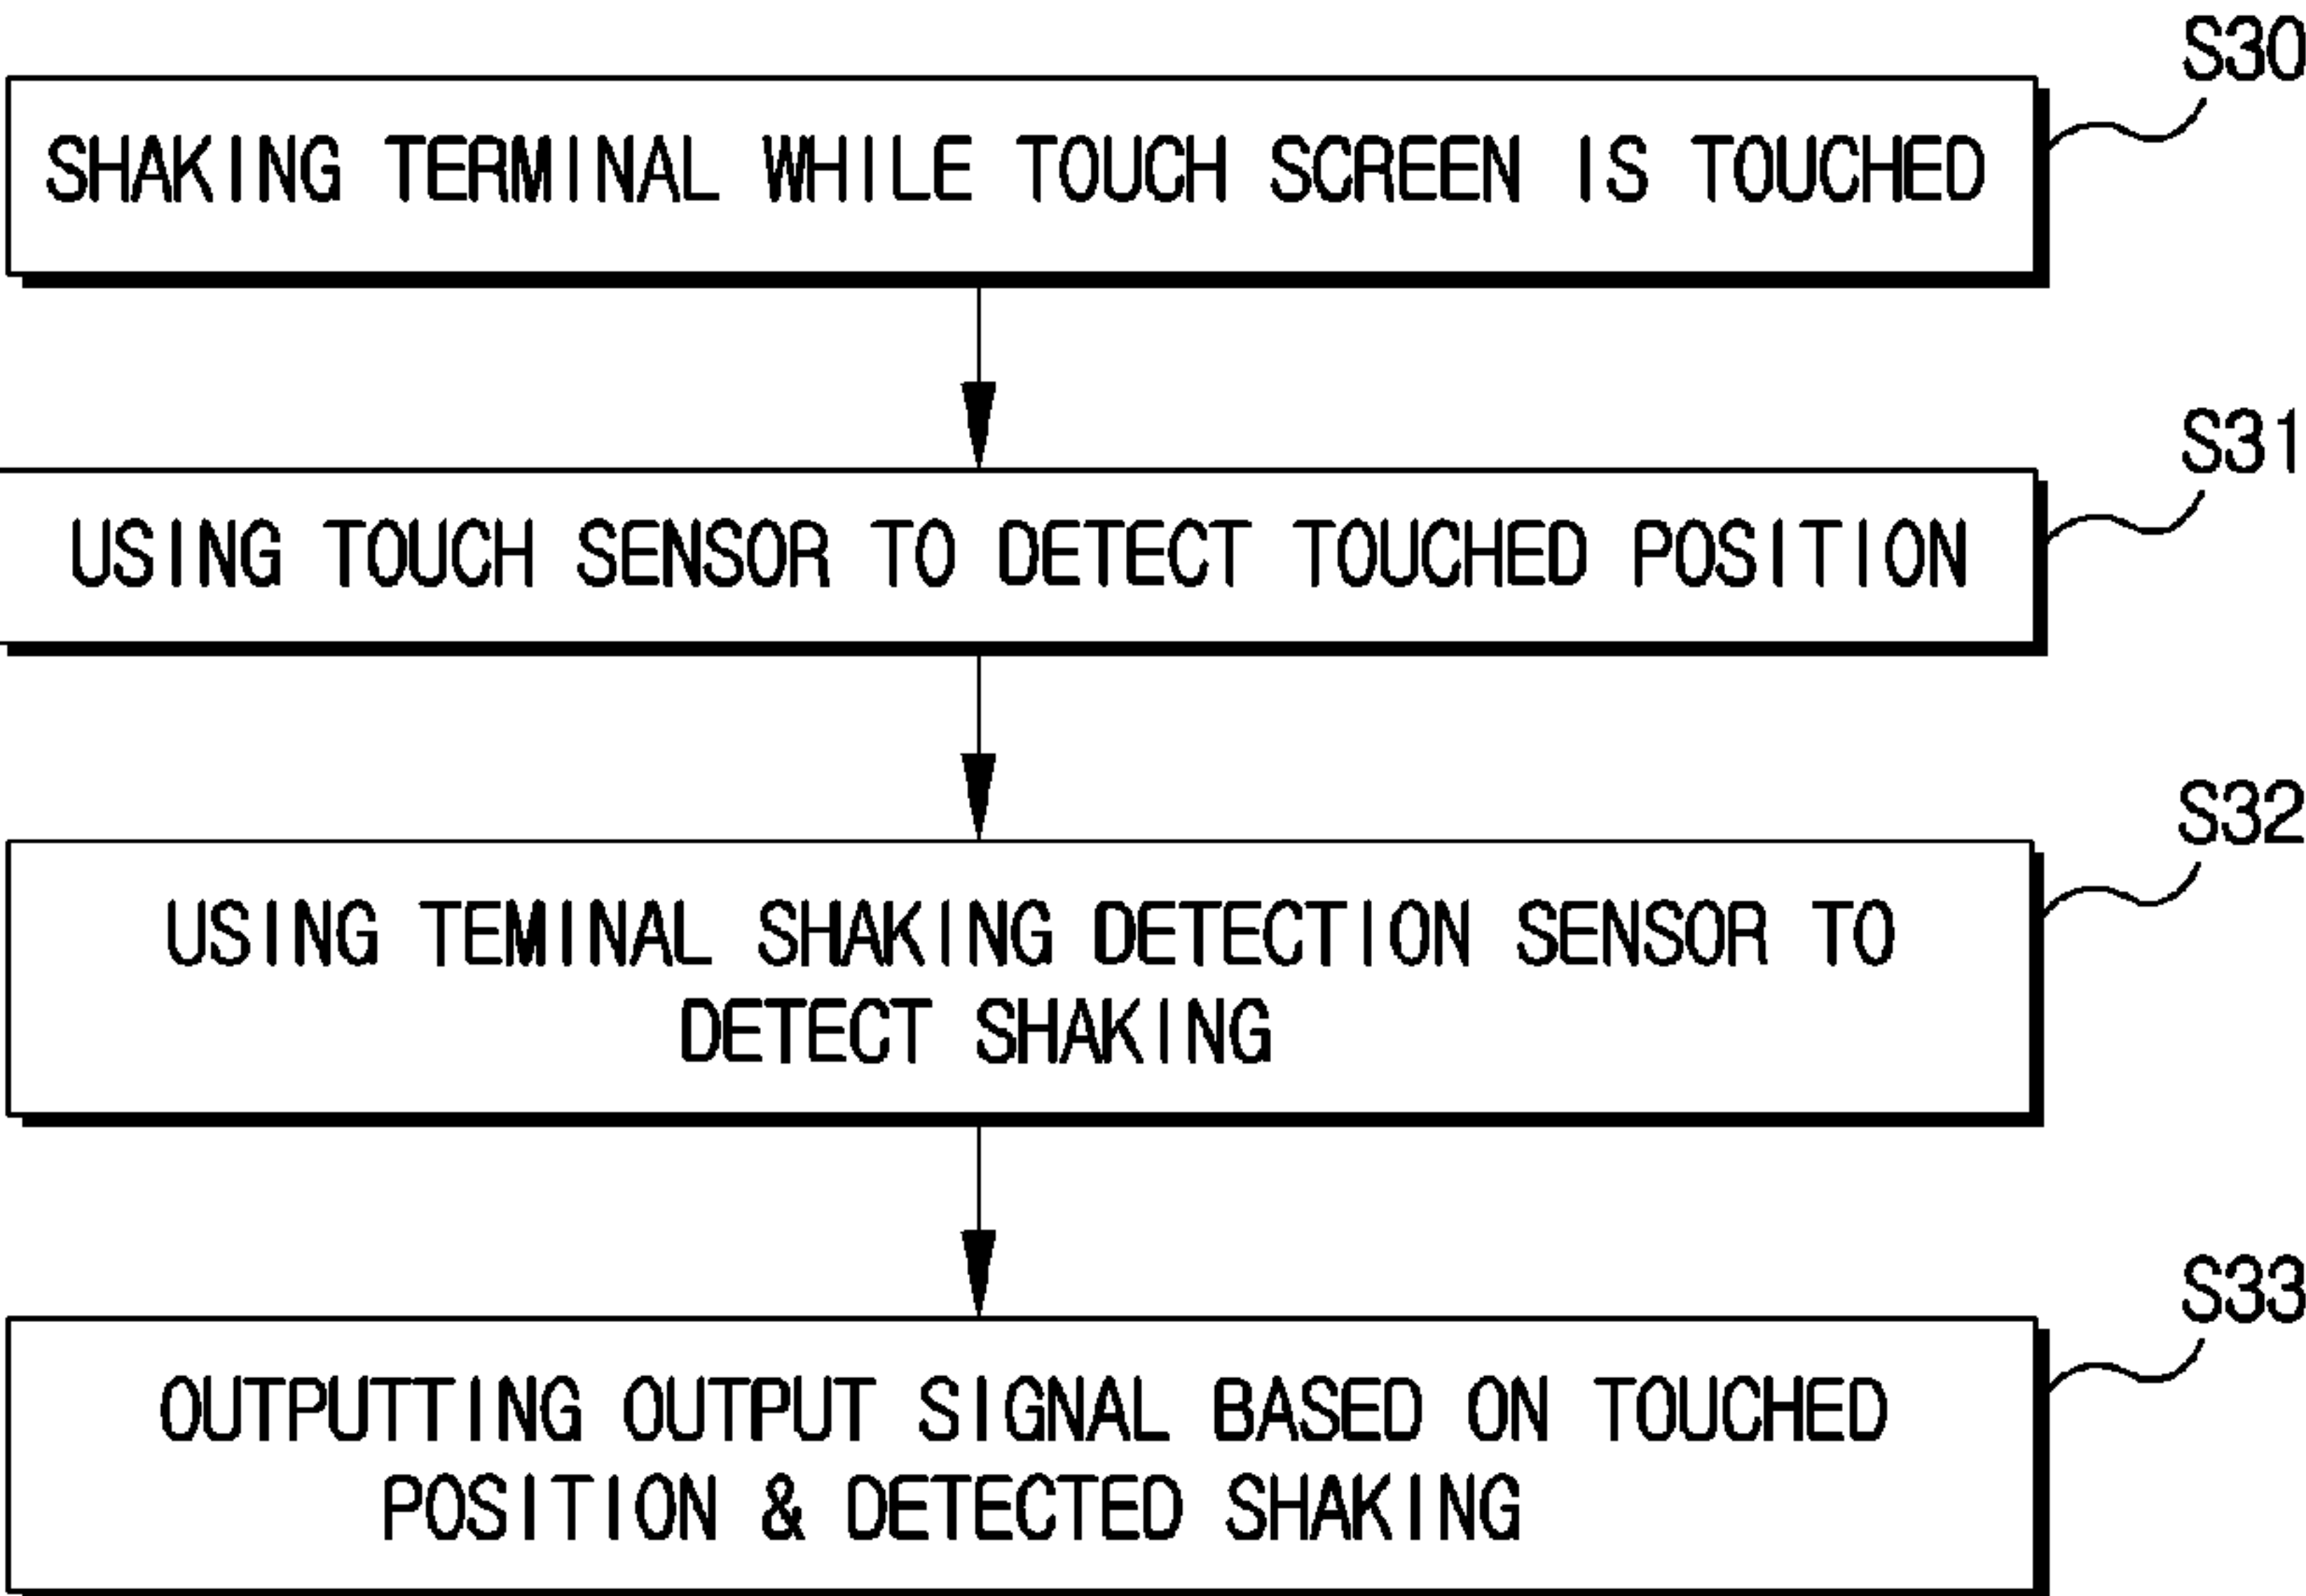 S30
SHAKING TERMINAL WHILE TOUCH SCREEN IS TOUCHED
S31
USING TOUCH SENSOR TO DETECT TOUCHED POSITION
S32
USING TEMINAL SHAKING DETECTION SENSOR TO
DETECT SHAKING
S33
OUTPUTTING OUTPUT SIGNAL BASED ON TOUCHED
POSITION & DETECTED SHAKING